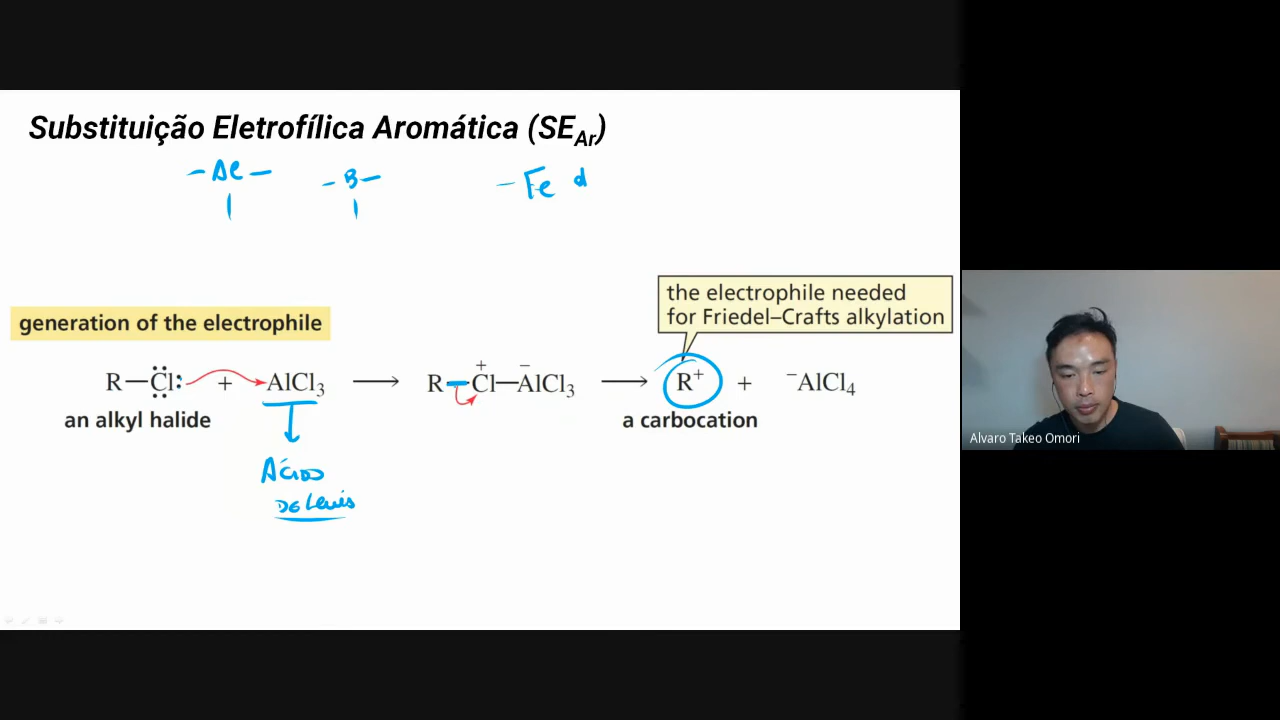 Substituição Eletrofílica Aromática (SEAr)
-Al- -B- -Fe d
the electrophile needed
for Friedel–Crafts alkylation
generation of the electrophile
R—Cl: + AlCl3 → R—Cl+—−AlCl3 → R+ + −AlCl4
an alkyl halide a carbocation
Alvaro Takeo Omori
Ácido
De Lewis